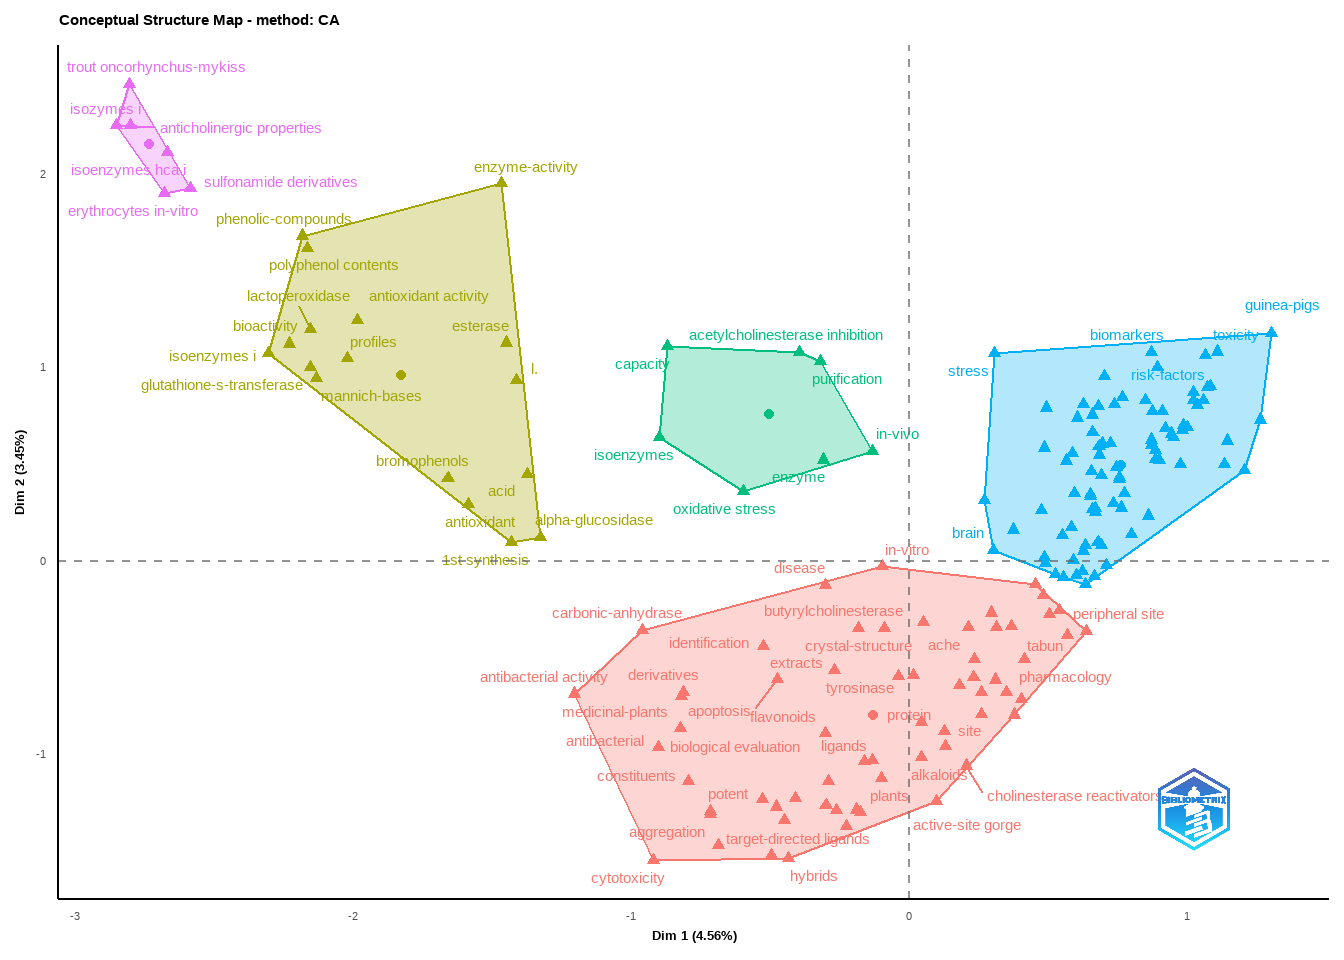 Conceptual Structure Map - method: CA
trout oncorhynchus-mykiss
isozymes i
anticholinergic properties
isoenzymes hca i
sulfonamide derivatives
erythrocytes in-vitro
enzyme-activity
phenolic-compounds
polyphenol contents
lactoperoxidase
antioxidant activity
bioactivity
esterase
profiles
isoenzymes i
l.
glutathione-s-transferase
mannich-bases
bromophenols
acid
antioxidant
alpha-glucosidase
1st synthesis
acetylcholinesterase inhibition
capacity
purification
in-vivo
isoenzymes
enzyme
oxidative stress
guinea-pigs
biomarkers
toxicity
stress
risk-factors
brain
in-vitro
disease
carbonic-anhydrase
butyrylcholinesterase
peripheral site
identification
crystal-structure
ache
tabun
extracts
antibacterial activity
derivatives
pharmacology
tyrosinase
medicinal-plants
apoptosis
flavonoids
protein
site
antibacterial
biological evaluation
ligands
constituents
alkaloids
potent
plants
cholinesterase reactivators
aggregation
target-directed ligands
active-site gorge
cytotoxicity
hybrids
BIBLIOMETRIX
2
1
0
-1
Dim 2 (3.45%)
-3
-2
-1
0
1
Dim 1 (4.56%)